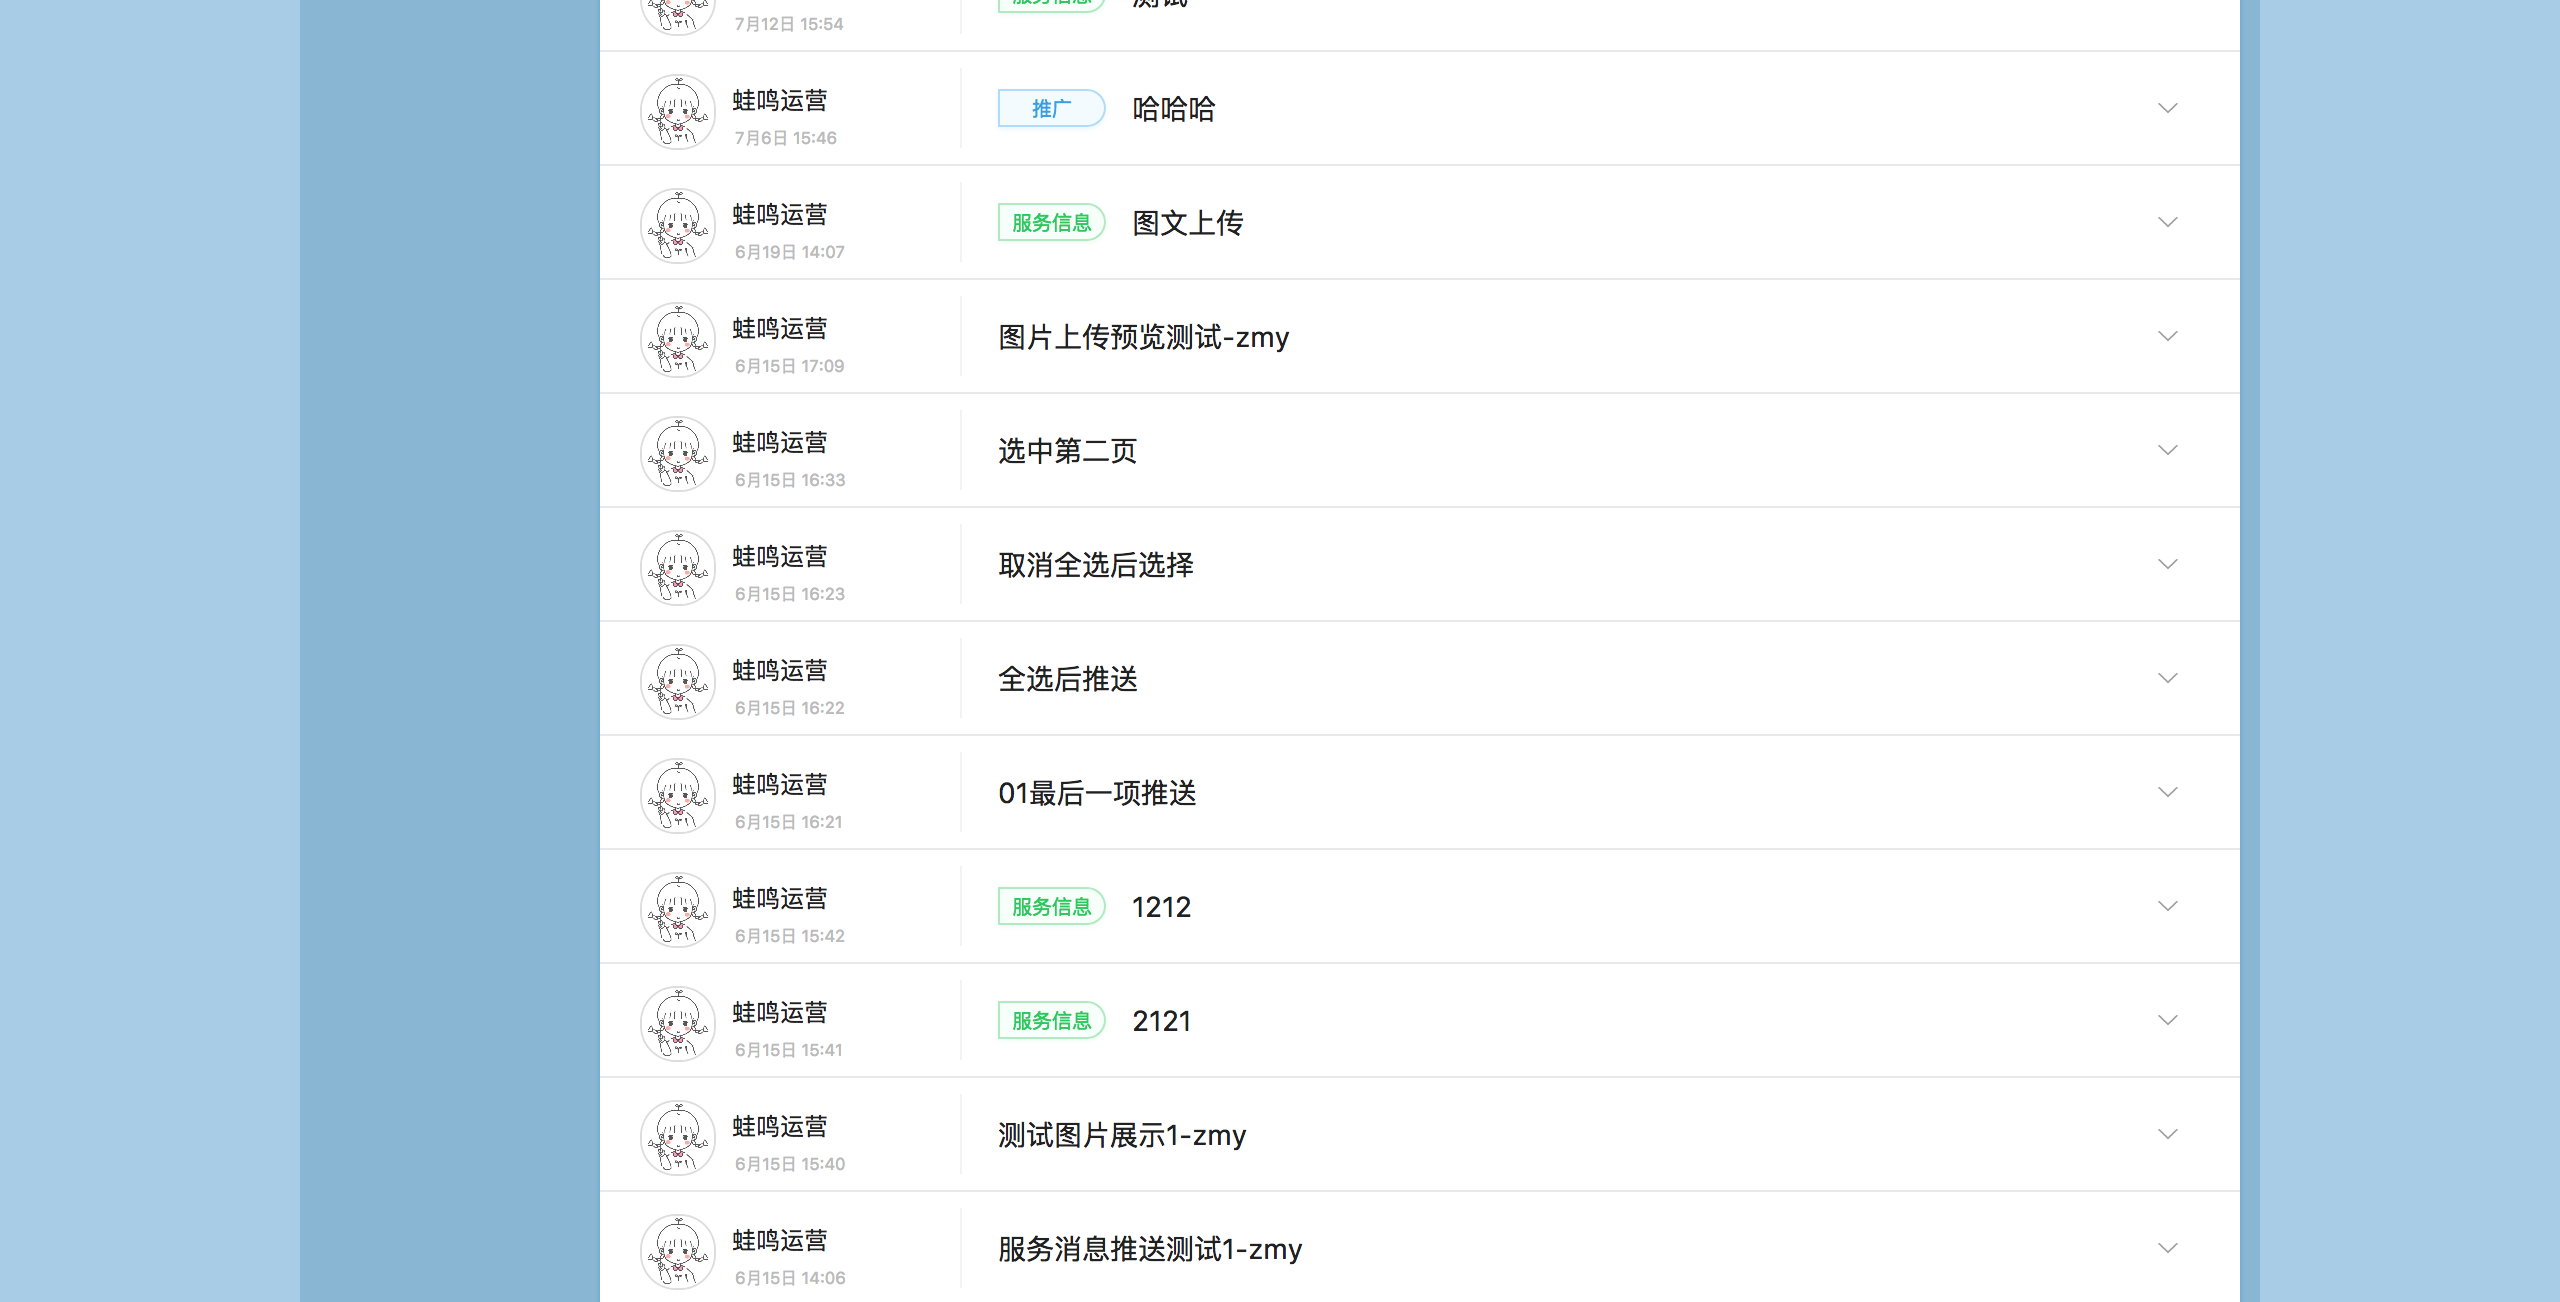 服务信息 测试
7月12日 15:54
蛙鸣运营
推广 哈哈哈
7月6日 15:46
蛙鸣运营
服务信息 图文上传
6月19日 14:07
蛙鸣运营
图片上传预览测试-zmy
6月15日 17:09
蛙鸣运营
选中第二页
6月15日 16:33
蛙鸣运营
取消全选后选择
6月15日 16:23
蛙鸣运营
全选后推送
6月15日 16:22
蛙鸣运营
01最后一项推送
6月15日 16:21
蛙鸣运营
服务信息 1212
6月15日 15:42
蛙鸣运营
服务信息 2121
6月15日 15:41
蛙鸣运营
测试图片展示1-zmy
6月15日 15:40
蛙鸣运营
服务消息推送测试1-zmy
6月15日 14:06